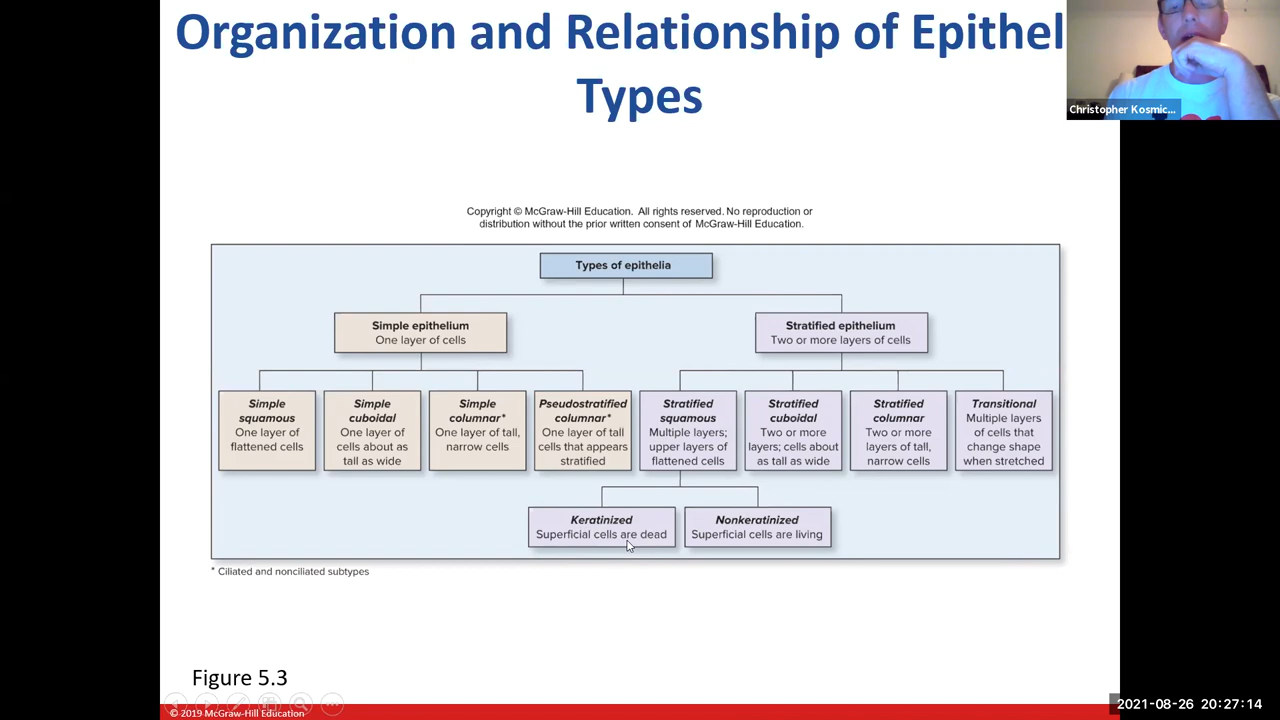 Organization and Relationship of Epithel
Types
Christopher Kosmic...
Copyright © McGraw-Hill Education. All rights reserved. No reproduction or
distribution without the prior written consent of McGraw-Hill Education.
Types of epithelia
Simple epithelium
One layer of cells
Stratified epithelium
Two or more layers of cells
Simple
squamous
One layer of
flattened cells
Simple
cuboidal
One layer of
cells about as
tall as wide
Simple
columnar*
One layer of tall,
narrow cells
Pseudostratified
columnar*
One layer of tall
cells that appears
stratified
Stratified
squamous
Multiple layers;
upper layers of
flattened cells
Stratified
cuboidal
Two or more
layers; cells about
as tall as wide
Stratified
columnar
Two or more
layers of tall,
narrow cells
Transitional
Multiple layers
of cells that
change shape
when stretched
Keratinized
Superficial cells are dead
Nonkeratinized
Superficial cells are living
* Ciliated and nonciliated subtypes
Figure 5.3
© 2019 McGraw-Hill Education
2021-08-26 20:27:14